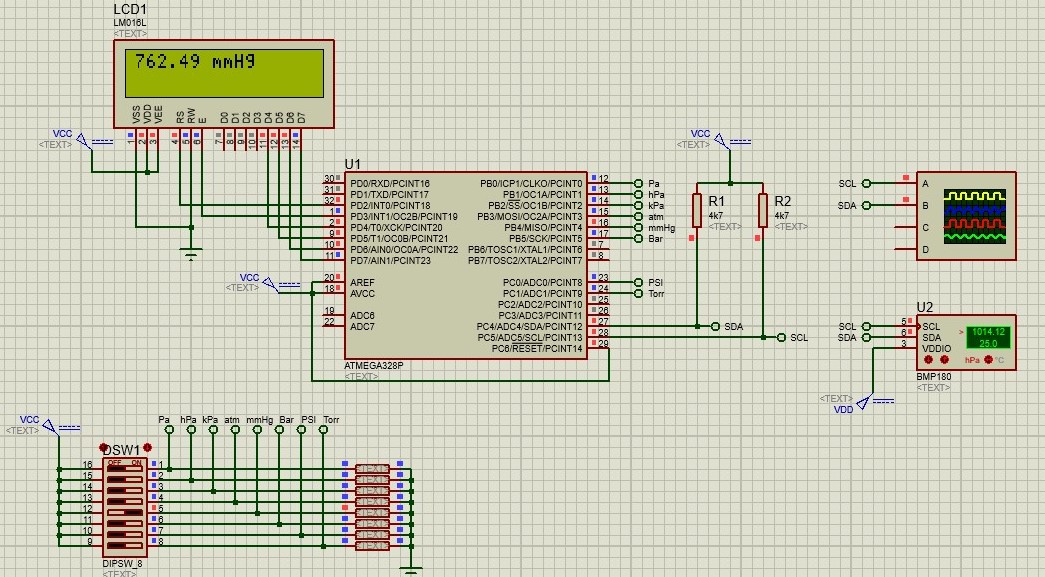 LCD1
LM016L
<TEXT>
762.49 mmHg
VSS VDD VEE RS RW E D0 D1 D2 D3 D4 D5 D6 D7
1 2 3 4 5 6 7 8 9 10 11 12 13 14
VCC
<TEXT>
VCC
<TEXT>
U1
30 PD0/RXD/PCINT16 PB0/ICP1/CLKO/PCINT0 12 Pa
31 PD1/TXD/PCINT17 PB1/OC1A/PCINT1 13 hPa
32 PD2/INT0/PCINT18 PB2/SS/OC1B/PCINT2 14 kPa
1 PD3/INT1/OC2B/PCINT19 PB3/MOSI/OC2A/PCINT3 15 atm
2 PD4/T0/XCK/PCINT20 PB4/MISO/PCINT4 16 mmHg
9 PD5/T1/OC0B/PCINT21 PB5/SCK/PCINT5 17 Bar
10 PD6/AIN0/OC0A/PCINT22 PB6/TOSC1/XTAL1/PCINT6 7
11 PD7/AIN1/PCINT23 PB7/TOSC2/XTAL2/PCINT7 8
VCC
<TEXT>
20 AREF PC0/ADC0/PCINT8 23 PSI
18 AVCC PC1/ADC1/PCINT9 24 Torr
PC2/ADC2/PCINT10 25
19 ADC6 PC3/ADC3/PCINT11 26
22 ADC7 PC4/ADC4/SDA/PCINT12 27 SDA
PC5/ADC5/SCL/PCINT13 28 SCL
PC6/RESET/PCINT14 29
ATMEGA328P
<TEXT>
R1
4k7
<TEXT>
R2
4k7
<TEXT>
SCL A
SDA B
C
D
U2
SCL 5 SCL 1014.12
SDA 6 SDA 25.0
3 VDDIO
hPa °C
BMP180
<TEXT>
<TEXT>
VDD
VCC
<TEXT>
Pa hPa kPa atm mmHg Bar PSI Torr
DSW1
OFF ON
16 1 <TEXT>
15 2 <TEXT>
14 3 <TEXT>
13 4 <TEXT>
12 5 <TEXT>
11 6 <TEXT>
10 7 <TEXT>
9 8 <TEXT>
DIPSW_8
<TEXT>